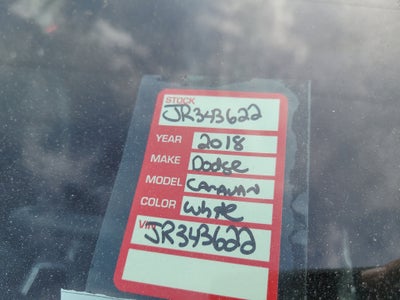 STOCK
JR343622
YEAR 2018
MAKE Dodge
MODEL CARAVAN
COLOR White
VIN
JR343622